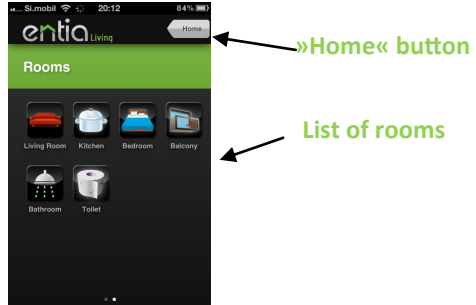 Si.mobil 20:12 84%
entia Living Home
»Home« button
Rooms
Living Room Kitchen Bedroom Balcony
List of rooms
Bathroom Toilet